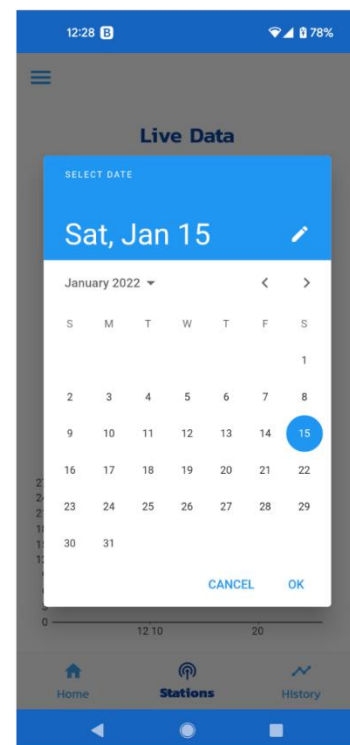 12:28 B 78%
Live Data
SELECT DATE
Sat, Jan 15
January 2022
S M T W T F S
1
2 3 4 5 6 7 8
9 10 11 12 13 14 15
16 17 18 19 20 21 22
23 24 25 26 27 28 29
30 31
CANCEL OK
0
12 10 20
Home Stations History